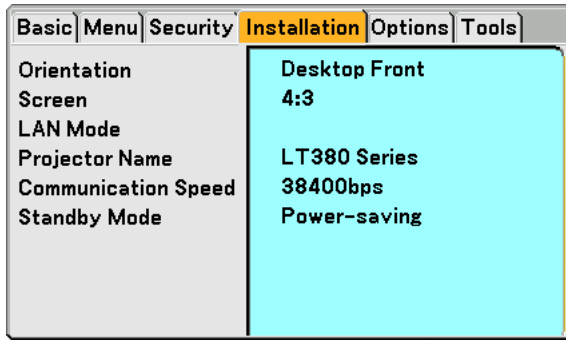 Basic Menu Security Installation Options Tools
Orientation Desktop Front
Screen 4:3
LAN Mode
Projector Name LT380 Series
Communication Speed 38400bps
Standby Mode Power-saving